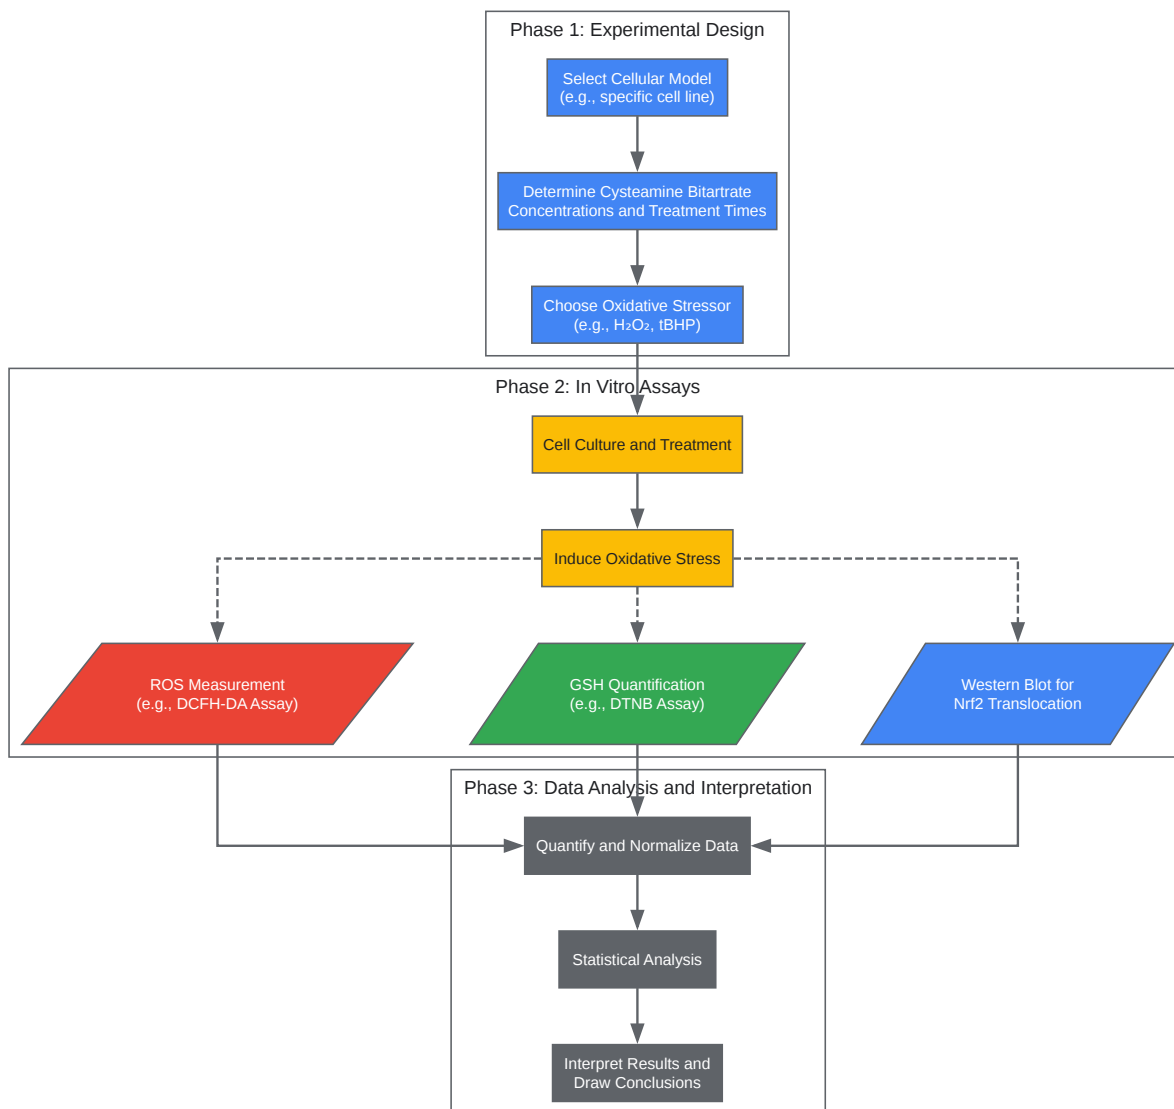 Phase 1: Experimental Design
Select Cellular Model
(e.g., specific cell line)
Determine Cysteamine Bitartrate
Concentrations and Treatment Times
Choose Oxidative Stressor
(e.g., H₂O₂, tBHP)
Phase 2: In Vitro Assays
Cell Culture and Treatment
Induce Oxidative Stress
ROS Measurement
(e.g., DCFH-DA Assay)
GSH Quantification
(e.g., DTNB Assay)
Western Blot for
Nrf2 Translocation
Phase 3: Data Analysis and Interpretation
Quantify and Normalize Data
Statistical Analysis
Interpret Results and
Draw Conclusions